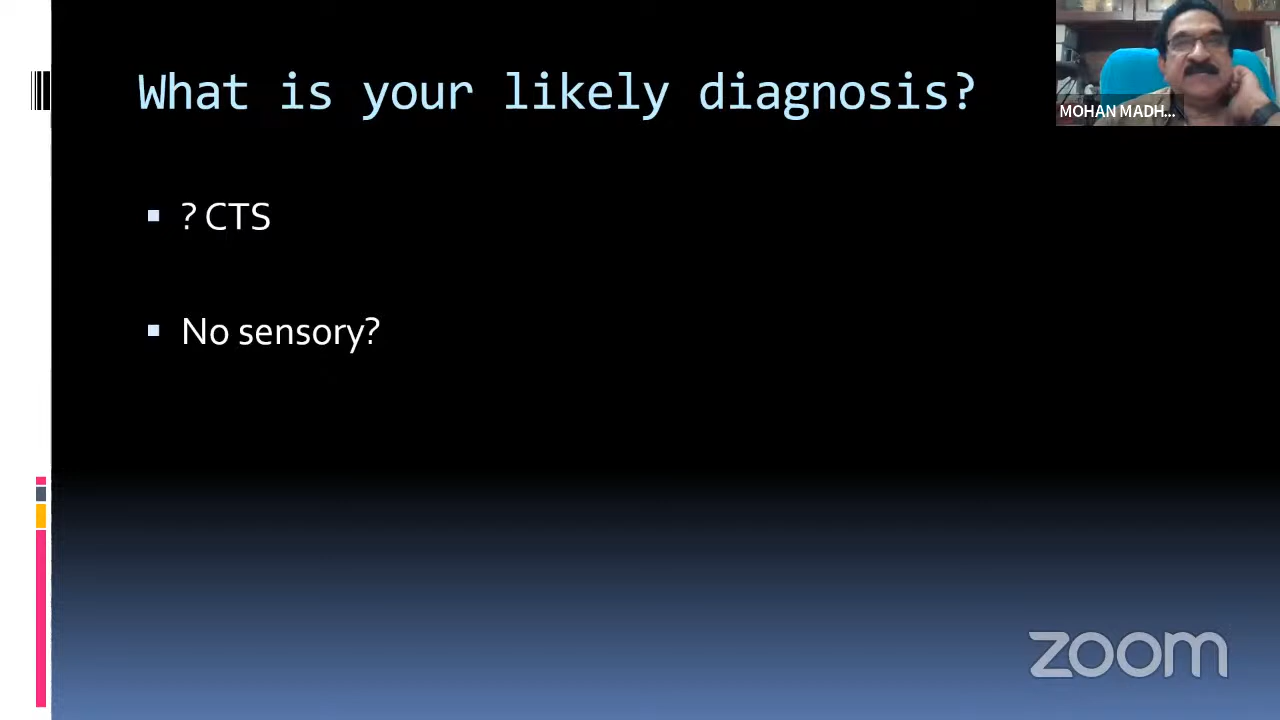 What is your likely diagnosis?
MOHAN MADH...
? CTS
No sensory?
zoom